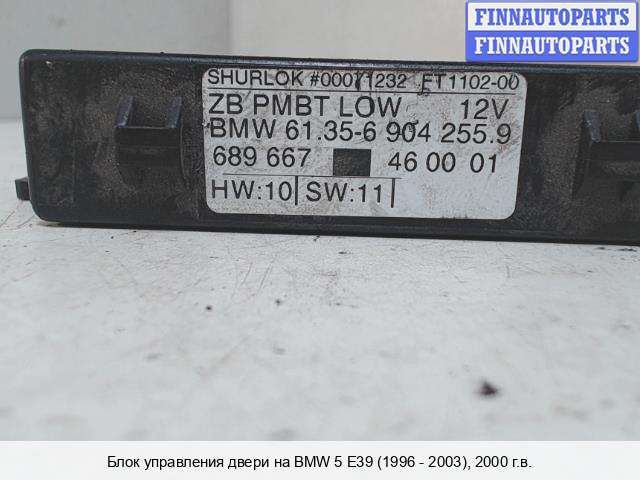 FINNAUTOPARTS
FINNAUTOPARTS
SHURLOK #00071232 FT1102-00
ZB PMBT LOW 12V
BMW 61.35-6 904 255.9
689 667 46 00 01
HW:10 SW:11
Блок управления двери на BMW 5 E39 (1996 - 2003), 2000 г.в.